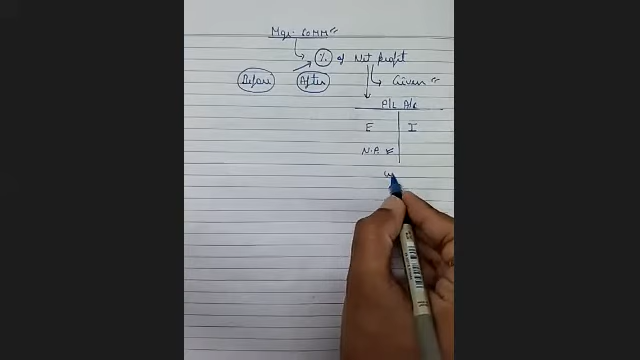 Mgr. COMM"
% of Net profit
Before After Given"
P/L A/c
E I
N.A